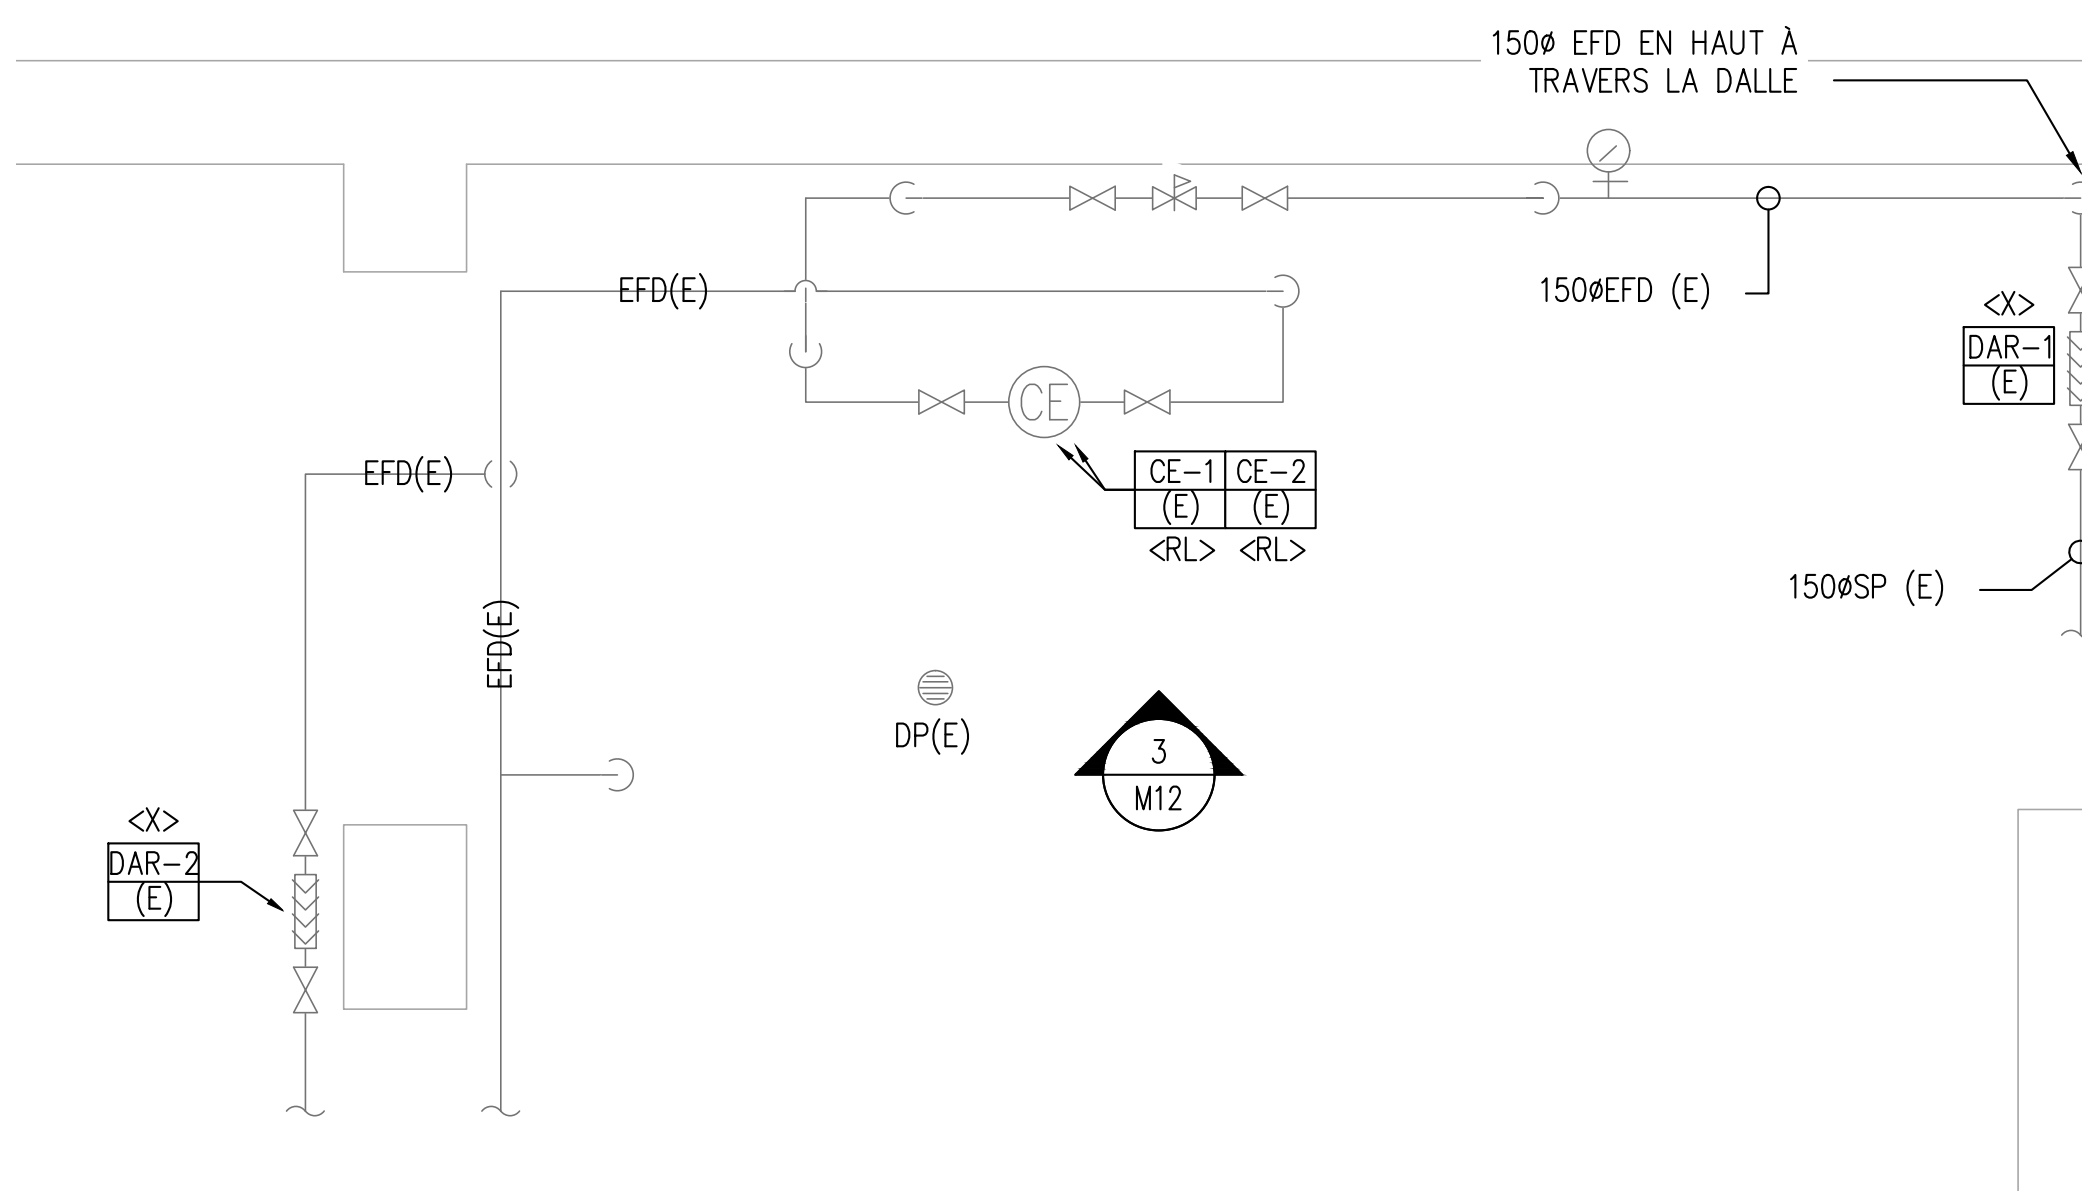 150ø EFD EN HAUT À
TRAVERS LA DALLE
EFD(E)
150øEFD (E)
<X>
DAR-1
(E)
CE
EFD(E)
CE-1 CE-2
(E) (E)
<RL> <RL>
150øSP (E)
EFD(E)
DP(E)
3
M12
<X>
DAR-2
(E)